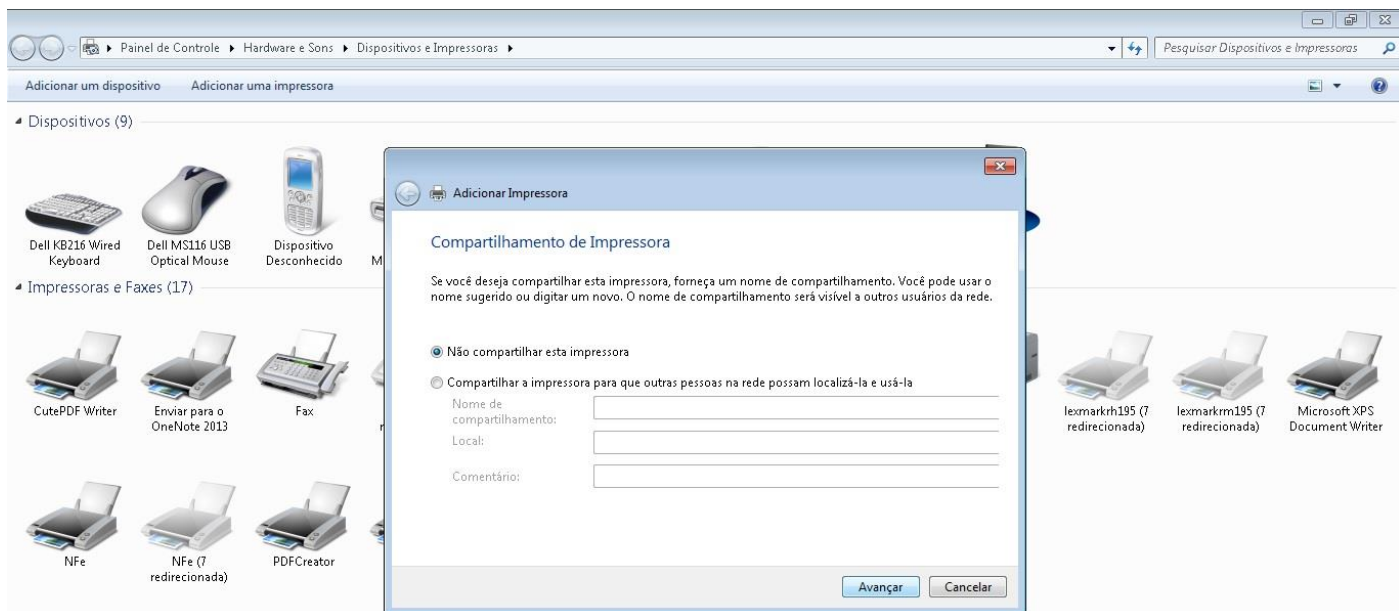 Painel de Controle ▸ Hardware e Sons ▸ Dispositivos e Impressoras ▸
Pesquisar Dispositivos e Impressoras
Adicionar um dispositivo Adicionar uma impressora
Dispositivos (9)
Dell KB216 Wired
Keyboard
Dell MS116 USB
Optical Mouse
Dispositivo
Desconhecido
M
Impressoras e Faxes (17)
CutePDF Writer
Enviar para o
OneNote 2013
Fax
lexmarkrh195 (7
redirecionada)
lexmarkrm195 (7
redirecionada)
Microsoft XPS
Document Writer
NFe
NFe (7
redirecionada)
PDFCreator
Adicionar Impressora
Compartilhamento de Impressora
Se você deseja compartilhar esta impressora, forneça um nome de compartilhamento. Você pode usar o
nome sugerido ou digitar um novo. O nome de compartilhamento será visível a outros usuários da rede.
Não compartilhar esta impressora
Compartilhar a impressora para que outras pessoas na rede possam localizá-la e usá-la
Nome de
compartilhamento:
Local:
Comentário:
Avançar Cancelar